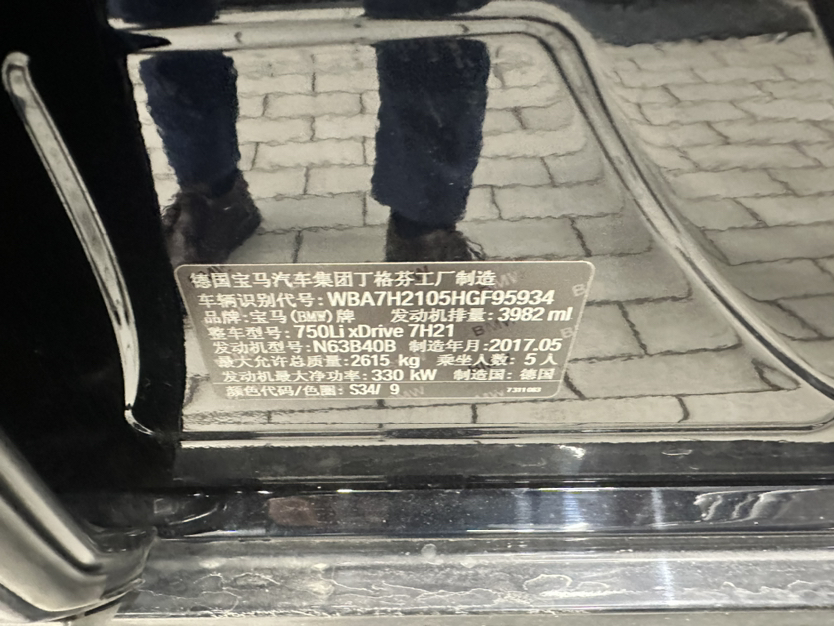 德国宝马汽车集团丁格芬工厂制造
车辆识别代号: WBA7H2105HGF95934
品牌: 宝马(BMW)牌 发动机排量: 3982 ml
整车型号: 750Li xDrive 7H21
发动机型号: N63B40B 制造年月: 2017.05
最大允许总质量: 2615 kg 乘坐人数: 5 人
发动机最大净功率: 330 kW 制造国: 德国
颜色代码/色圈: S34/ 9